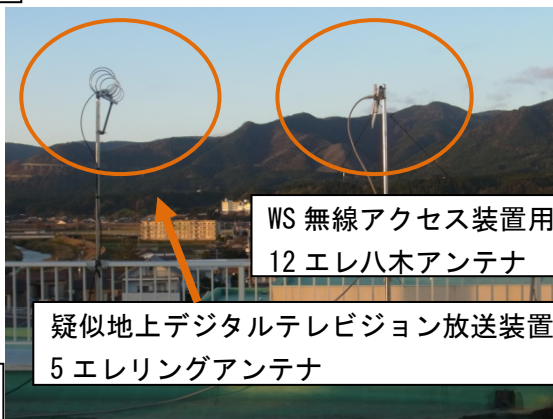 WS 無線アクセス装置用
12 エレ八木アンテナ
疑似地上デジタルテレビジョン放送装置
5 エレリングアンテナ